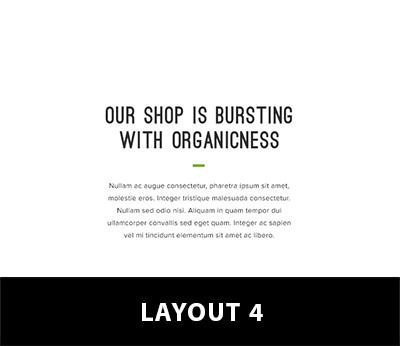 OUR SHOP IS BURSTING
WITH ORGANICNESS
Nullam ac augue consectetur, pharetra ipsum sit amet,
molestie eros. Integer tristique malesuada consectetur.
Nullam sed odio nisi. Aliquam in quam tempor dui
ullamcorper convallis sed eget quam. Integer ac sapien
vel mi tincidunt elementum sit amet ac libero.
LAYOUT 4